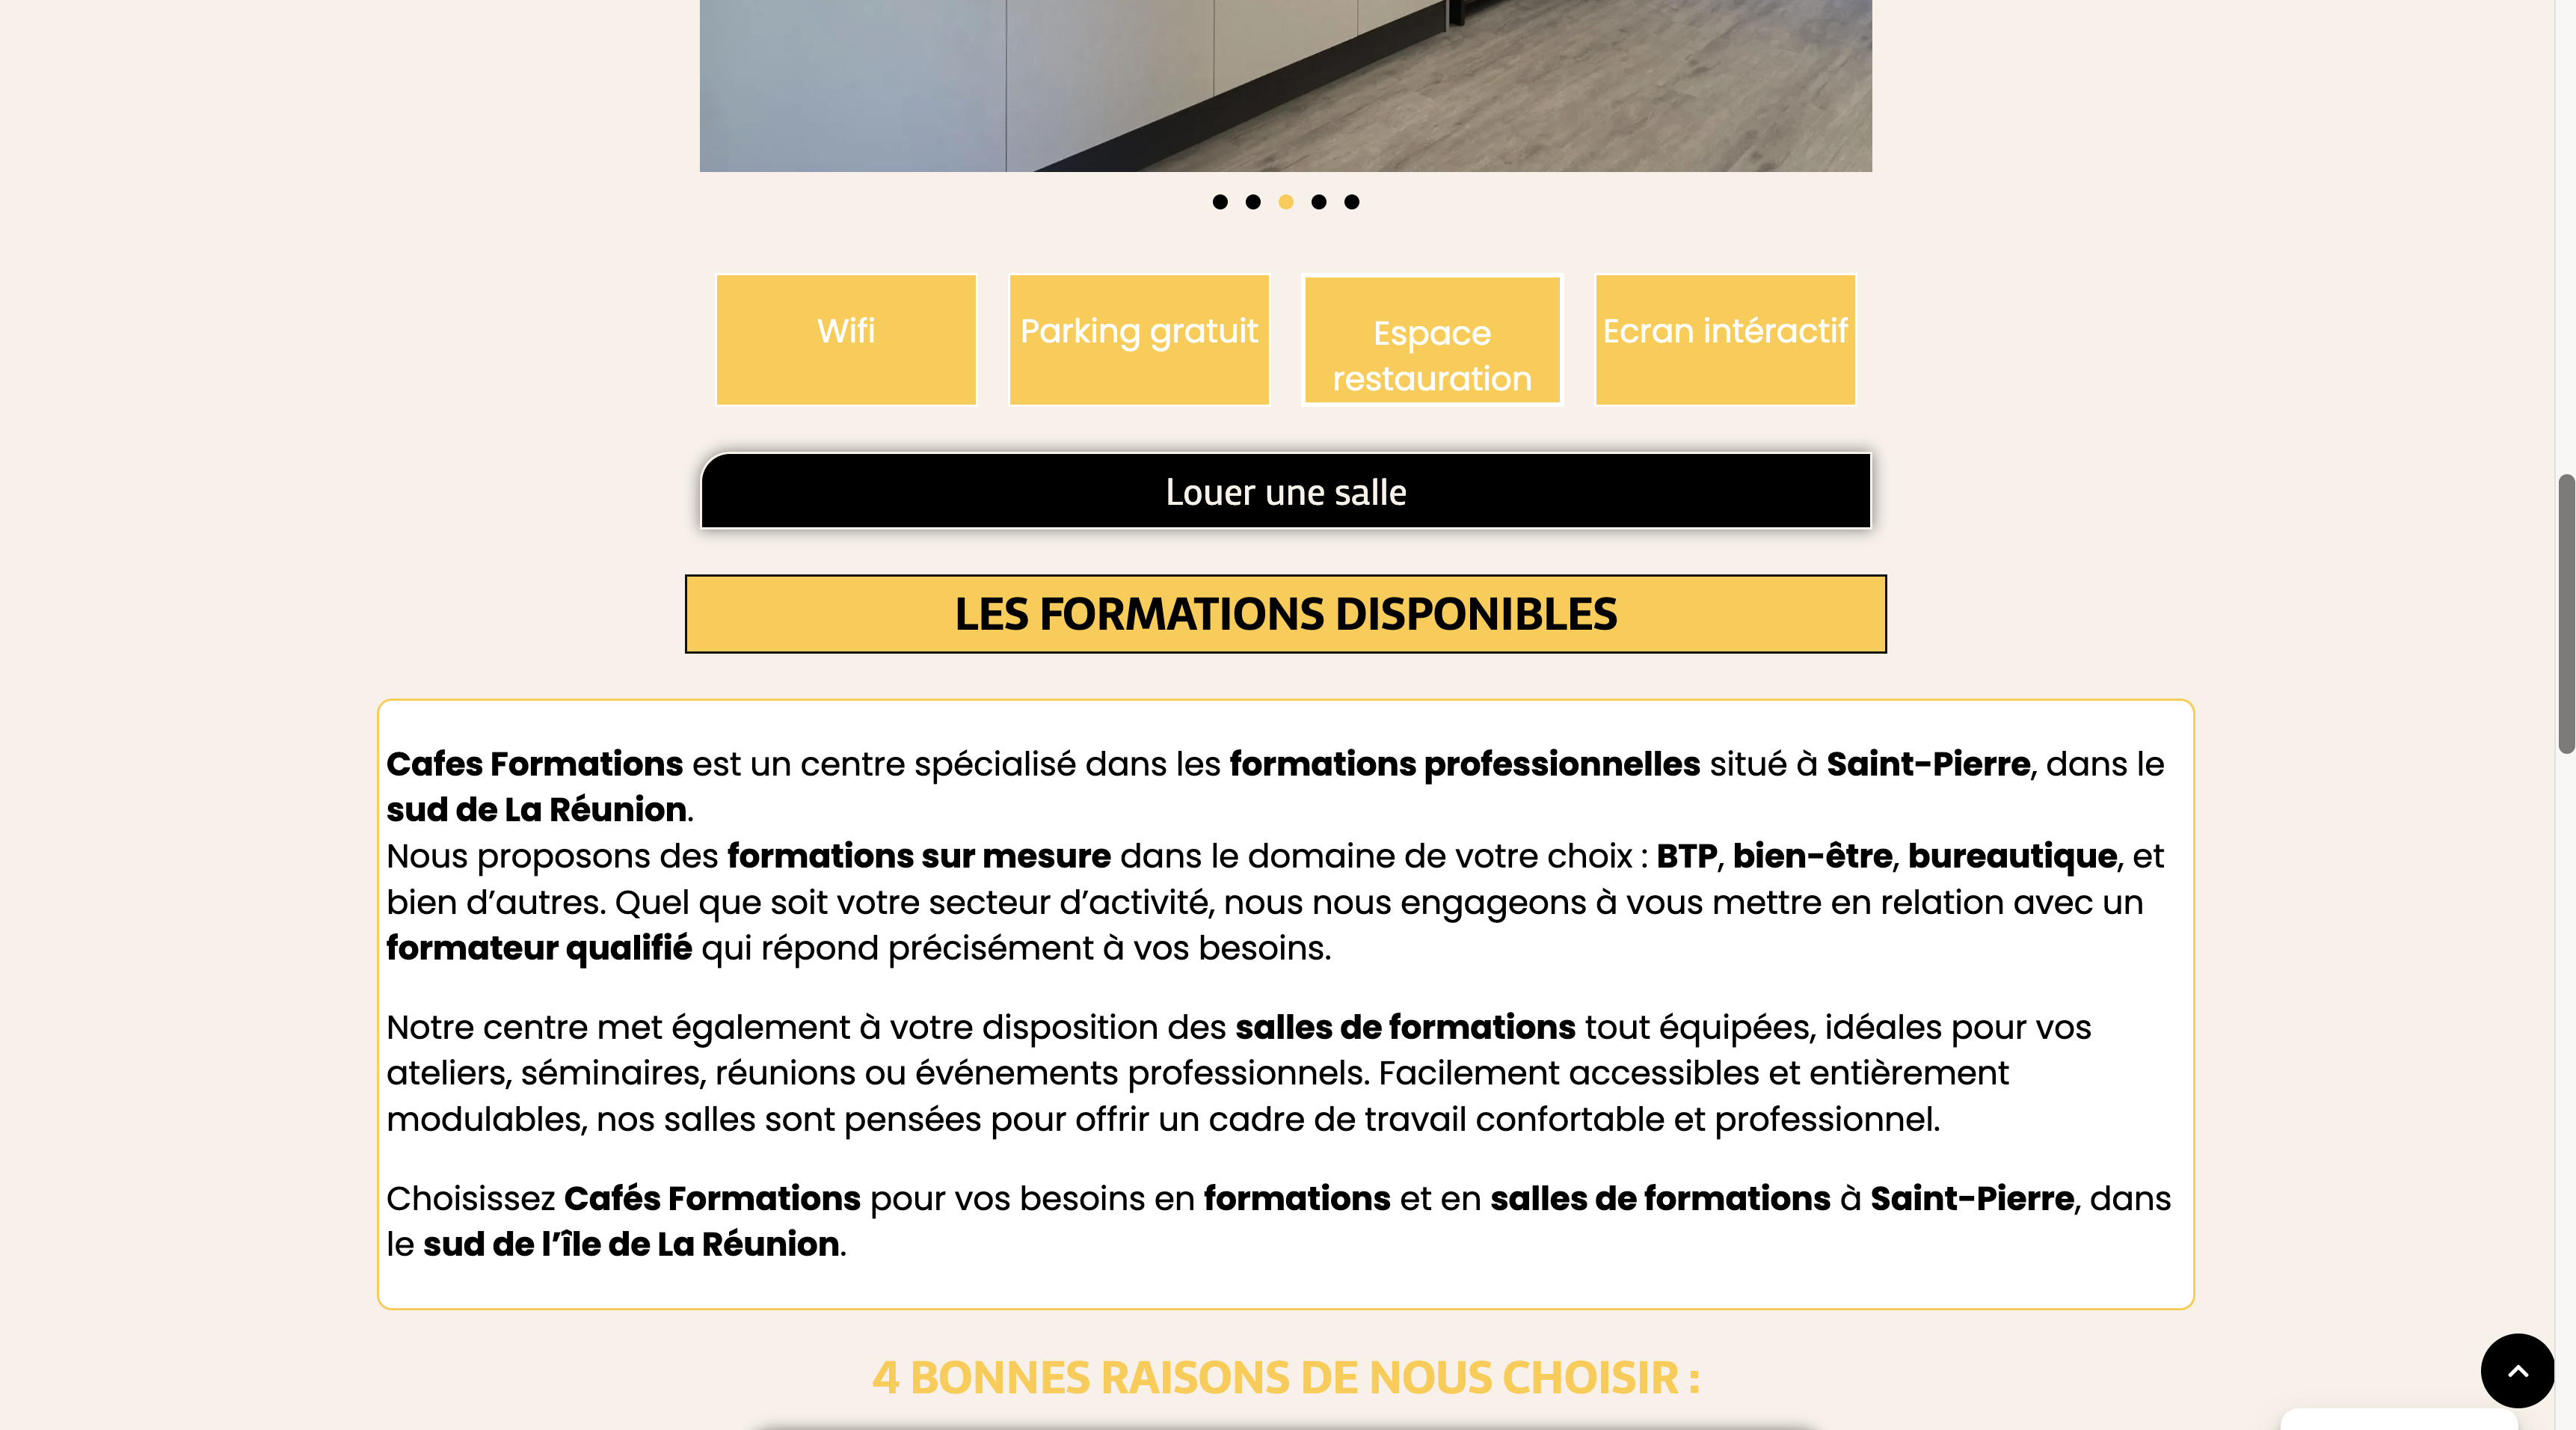 Wifi
Parking gratuit
Espace
restauration
Ecran intéractif
Louer une salle
LES FORMATIONS DISPONIBLES
Cafes Formations est un centre spécialisé dans les formations professionnelles situé à Saint-Pierre, dans le
sud de La Réunion.
Nous proposons des formations sur mesure dans le domaine de votre choix : BTP, bien-être, bureautique, et
bien d’autres. Quel que soit votre secteur d’activité, nous nous engageons à vous mettre en relation avec un
formateur qualifié qui répond précisément à vos besoins.
Notre centre met également à votre disposition des salles de formations tout équipées, idéales pour vos
ateliers, séminaires, réunions ou événements professionnels. Facilement accessibles et entièrement
modulables, nos salles sont pensées pour offrir un cadre de travail confortable et professionnel.
Choisissez Cafés Formations pour vos besoins en formations et en salles de formations à Saint-Pierre, dans
le sud de l’île de La Réunion.
4 BONNES RAISONS DE NOUS CHOISIR :